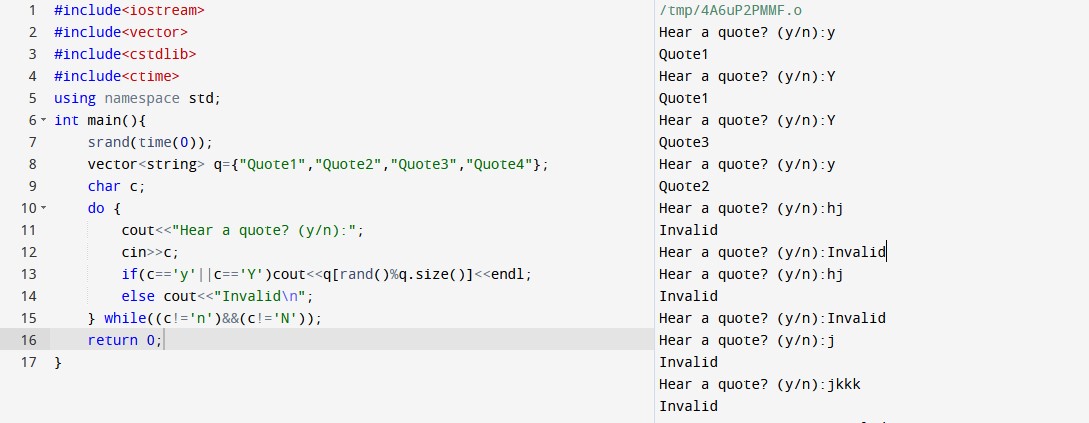 1 #include<iostream>
2 #include<vector>
3 #include<cstdlib>
4 #include<ctime>
5 using namespace std;
6 int main(){
7 srand(time(0));
8 vector<string> q={"Quote1","Quote2","Quote3","Quote4"};
9 char c;
10 do {
11 cout<<"Hear a quote? (y/n):";
12 cin>>c;
13 if(c=='y'||c=='Y')cout<<q[rand()%q.size()]<<endl;
14 else cout<<"Invalid\n";
15 } while((c!='n')&&(c!='N'));
16 return 0;
17 }
/tmp/4A6uP2PMMF.o
Hear a quote? (y/n):y
Quote1
Hear a quote? (y/n):Y
Quote1
Hear a quote? (y/n):Y
Quote3
Hear a quote? (y/n):y
Quote2
Hear a quote? (y/n):hj
Invalid
Hear a quote? (y/n):Invalid
Hear a quote? (y/n):hj
Invalid
Hear a quote? (y/n):Invalid
Hear a quote? (y/n):j
Invalid
Hear a quote? (y/n):jkkk
Invalid